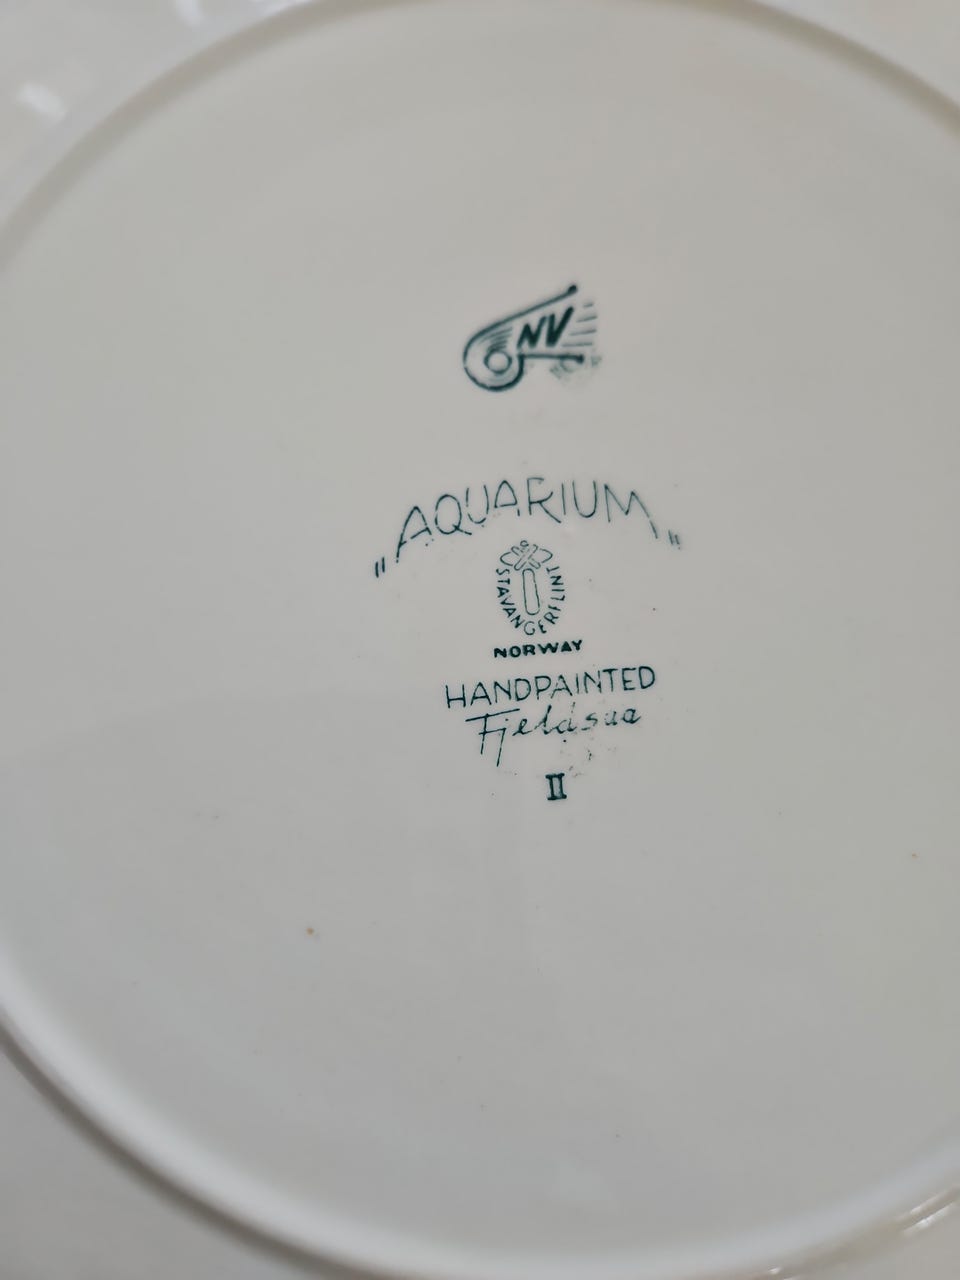 NV
„AQUARIUM"
STAVANGERFLINT
NORWAY
HANDPAINTED
Fjeldsaa
II